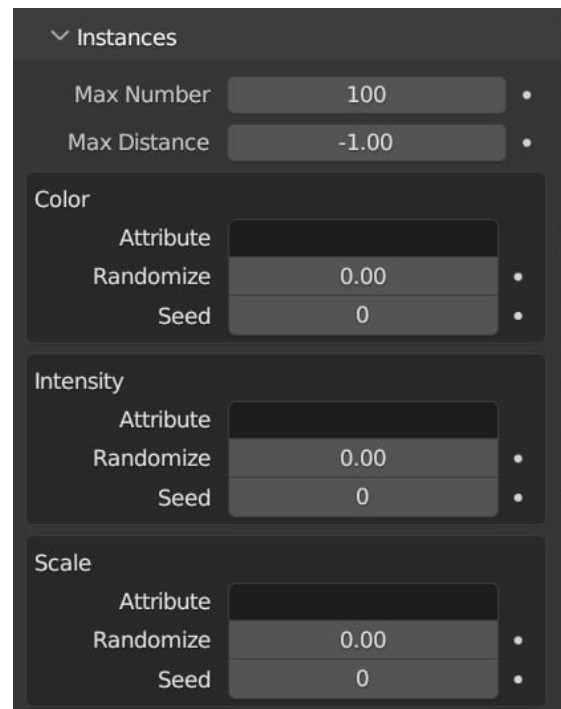 Instances
Max Number 100
Max Distance -1.00
Color
Attribute
Randomize 0.00
Seed 0
Intensity
Attribute
Randomize 0.00
Seed 0
Scale
Attribute
Randomize 0.00
Seed 0